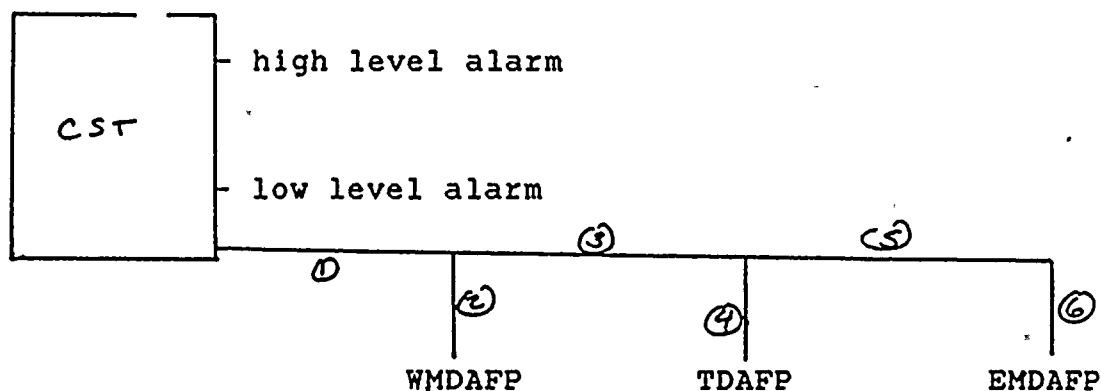 high level alarm
CST
low level alarm
③ ⑤
①
② ④ ⑥
WMDAFP TDAFP EMDAFP